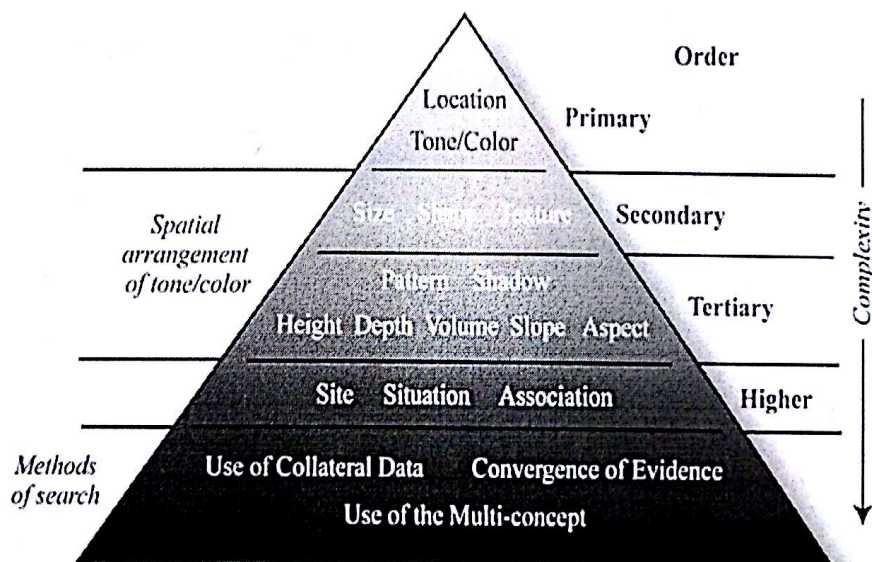 Order
Location
Primary
Tone/Color
Spatial
arrangement
of tone/color
Size Shape Texture
Secondary
Pattern Shadow
Tertiary
Height Depth Volume Slope Aspect
Complexity
Site Situation Association
Higher
Methods
of search
Use of Collateral Data Convergence of Evidence
Use of the Multi-concept